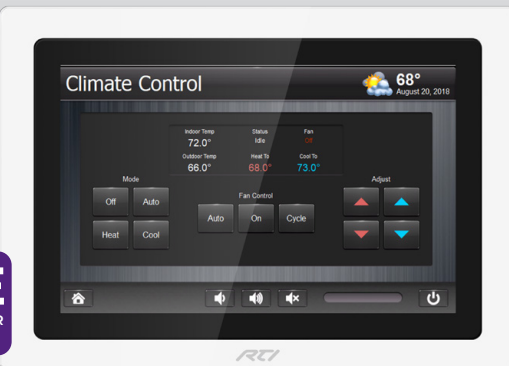 Climate Control
68°
August 20, 2018
Indoor Temp
Status
Fan
72.0°
Idle
Off
Outdoor Temp
Heat To
Cool To
66.0°
68.0°
73.0°
Mode
Fan Control
Adjust
Off
Auto
Auto
On
Cycle
Heat
Cool
RTI